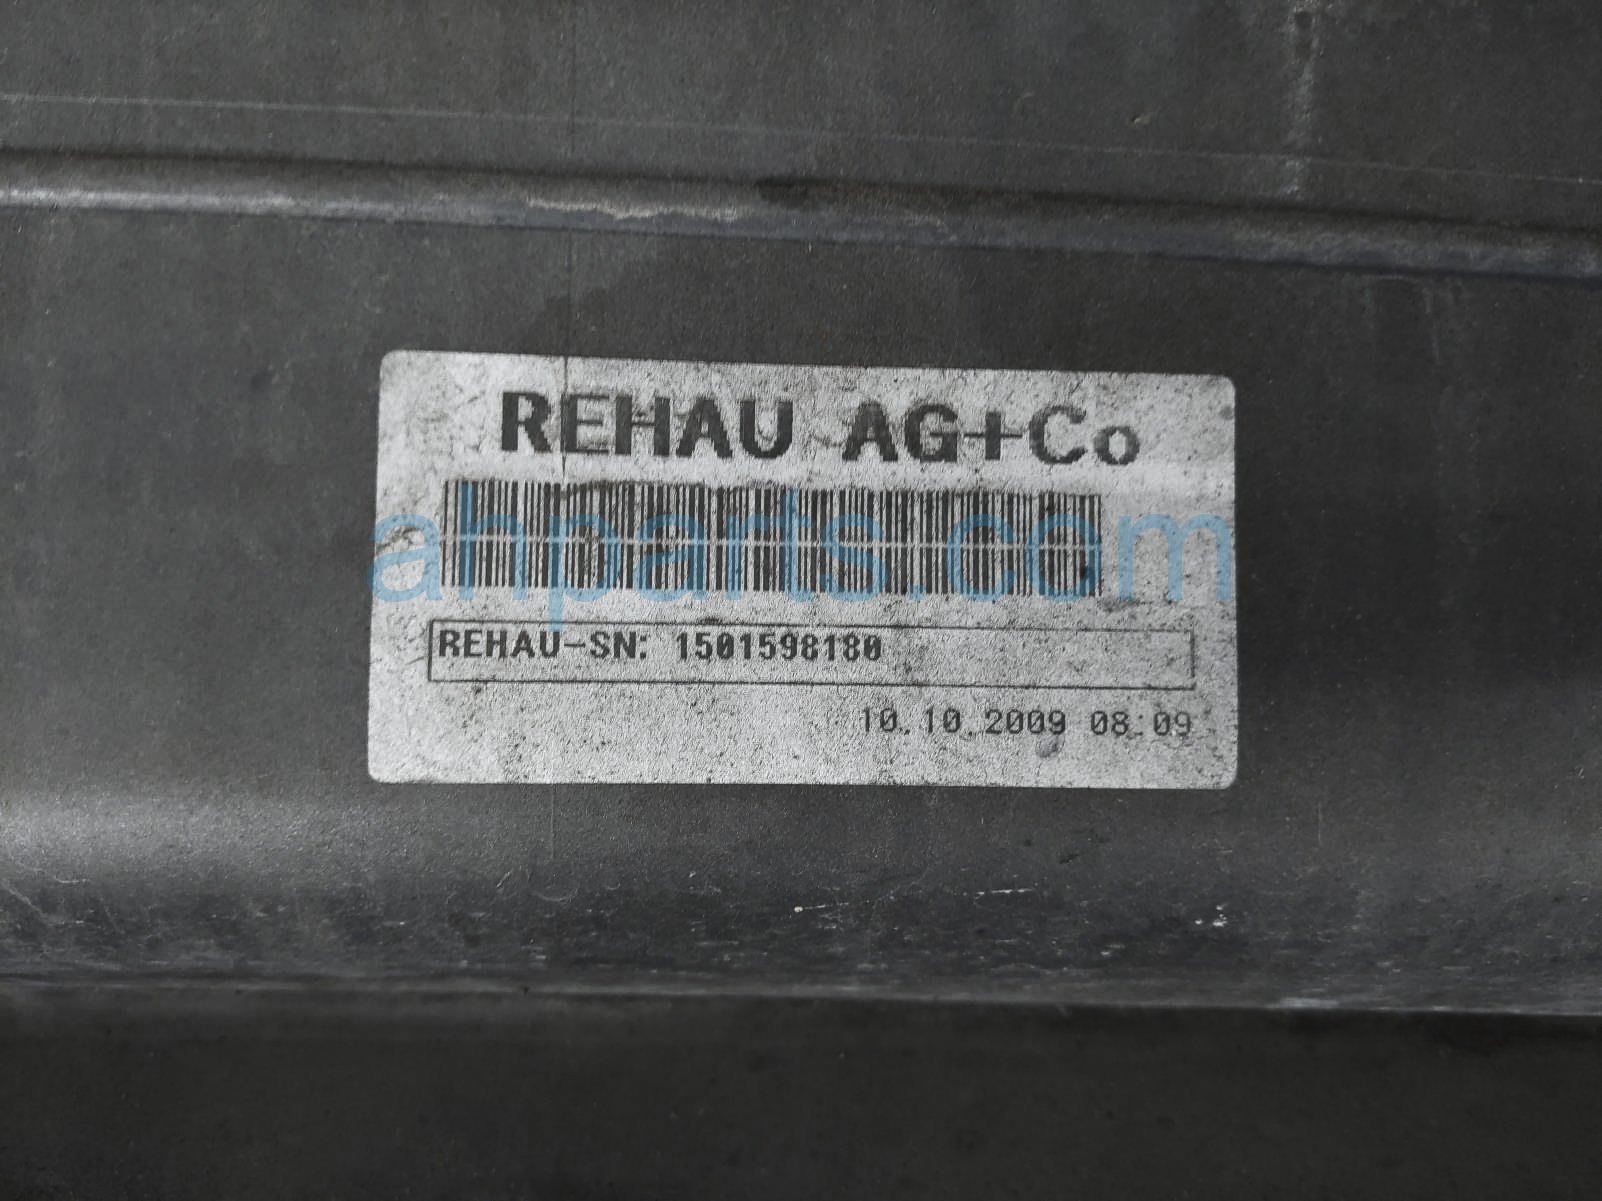 REHAU AG+Co
ahparts.com
REHAU-SN: 1501598180
10.10.2009 08:09